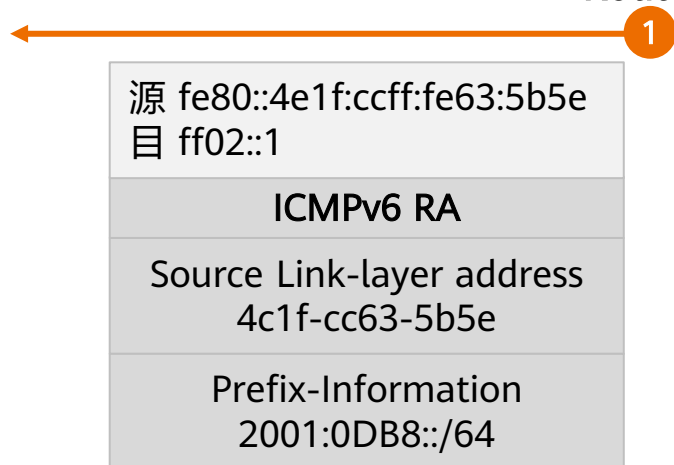 1
源 fe80::4e1f:ccff:fe63:5b5e
目 ff02::1
ICMPv6 RA
Source Link-layer address
4c1f-cc63-5b5e
Prefix-Information
2001:0DB8::/64